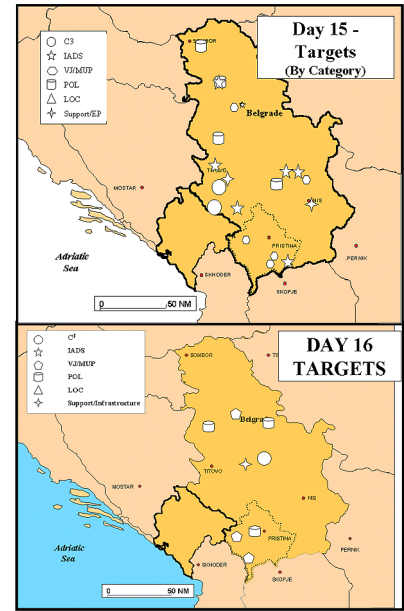 Day 15 -
Targets
(By Category)
C3
IADS
VJ/MUP
POL
LOC
Support/EP
Belgrade
MOSTAR
NIS
Adriatic
Sea
PRISTINA
PERNIK
SKHODER
SKOPJE
0 50 NM
DAY 16
TARGETS
C³
IADS
VJ/MUP
POL
LOC
Support/Infrastructure
SOMBOR
Belgra
TITOVO
MOSTAR
NIS
PRISTINA
Adriatic
Sea
PERNIK
SKHODER
SKOPJE
0 50 NM